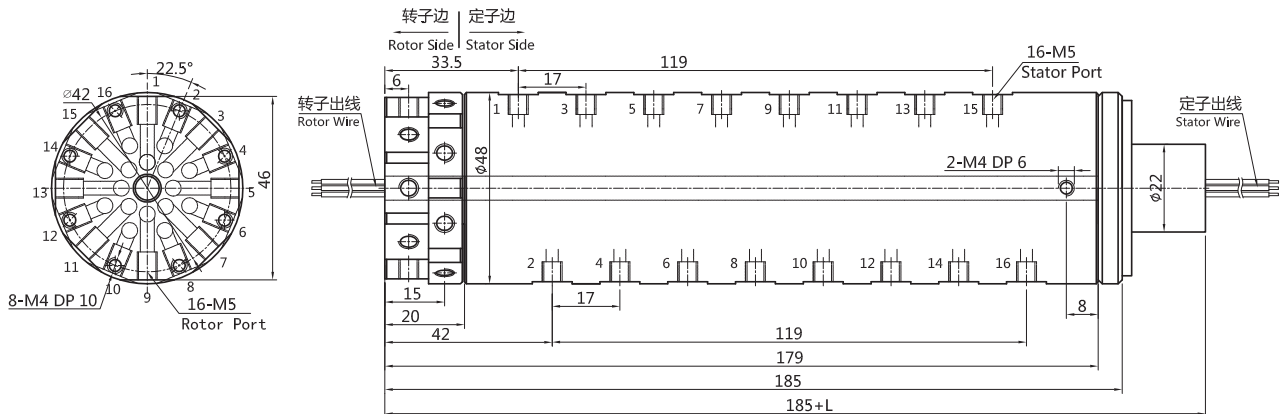 转子边 定子边
Rotor Side Stator Side
22.5°
16 1 2
⌀42
15 3
14 4
13 5
12 6
11 7
10 9 8
46
8-M4 DP 10
16-M5
Rotor Port
转子出线
Rotor Wire
33.5 119
6 17
16-M5
Stator Port
1 3 5 7 9 11 13 15
定子出线
Stator Wire
ϕ48
2-M4 DP 6
ϕ22
2 4 6 8 10 12 14 16
15 17 8
20
42 119
179
185
185+L